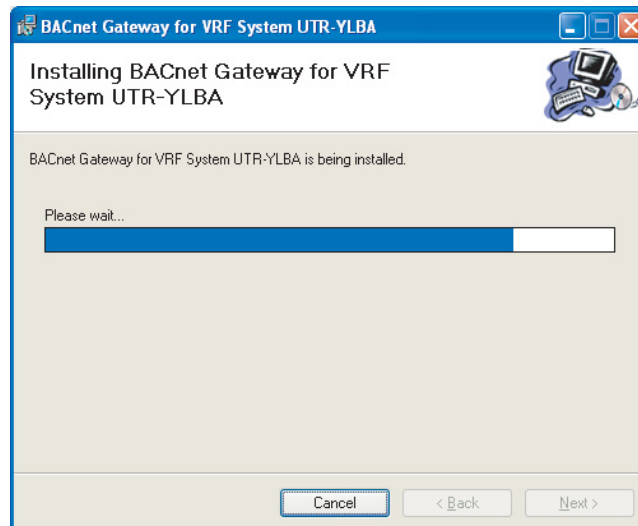 BACnet Gateway for VRF System UTR-YLBA
Installing BACnet Gateway for VRF
System UTR-YLBA
BACnet Gateway for VRF System UTR-YLBA is being installed.
Please wait...
Cancel
< Back
Next >